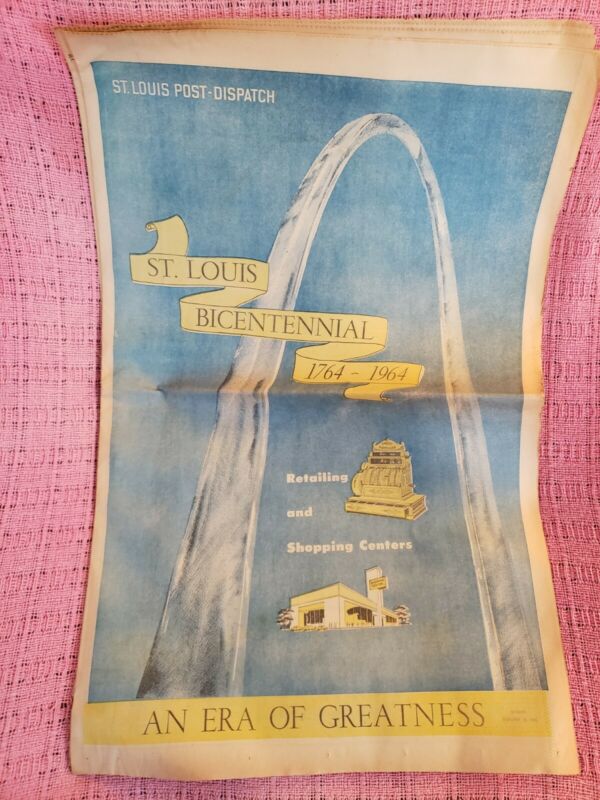 ST. LOUIS POST-DISPATCH
ST. LOUIS
BICENTENNIAL
1764 - 1964
Retailing
and
Shopping Centers
AN ERA OF GREATNESS